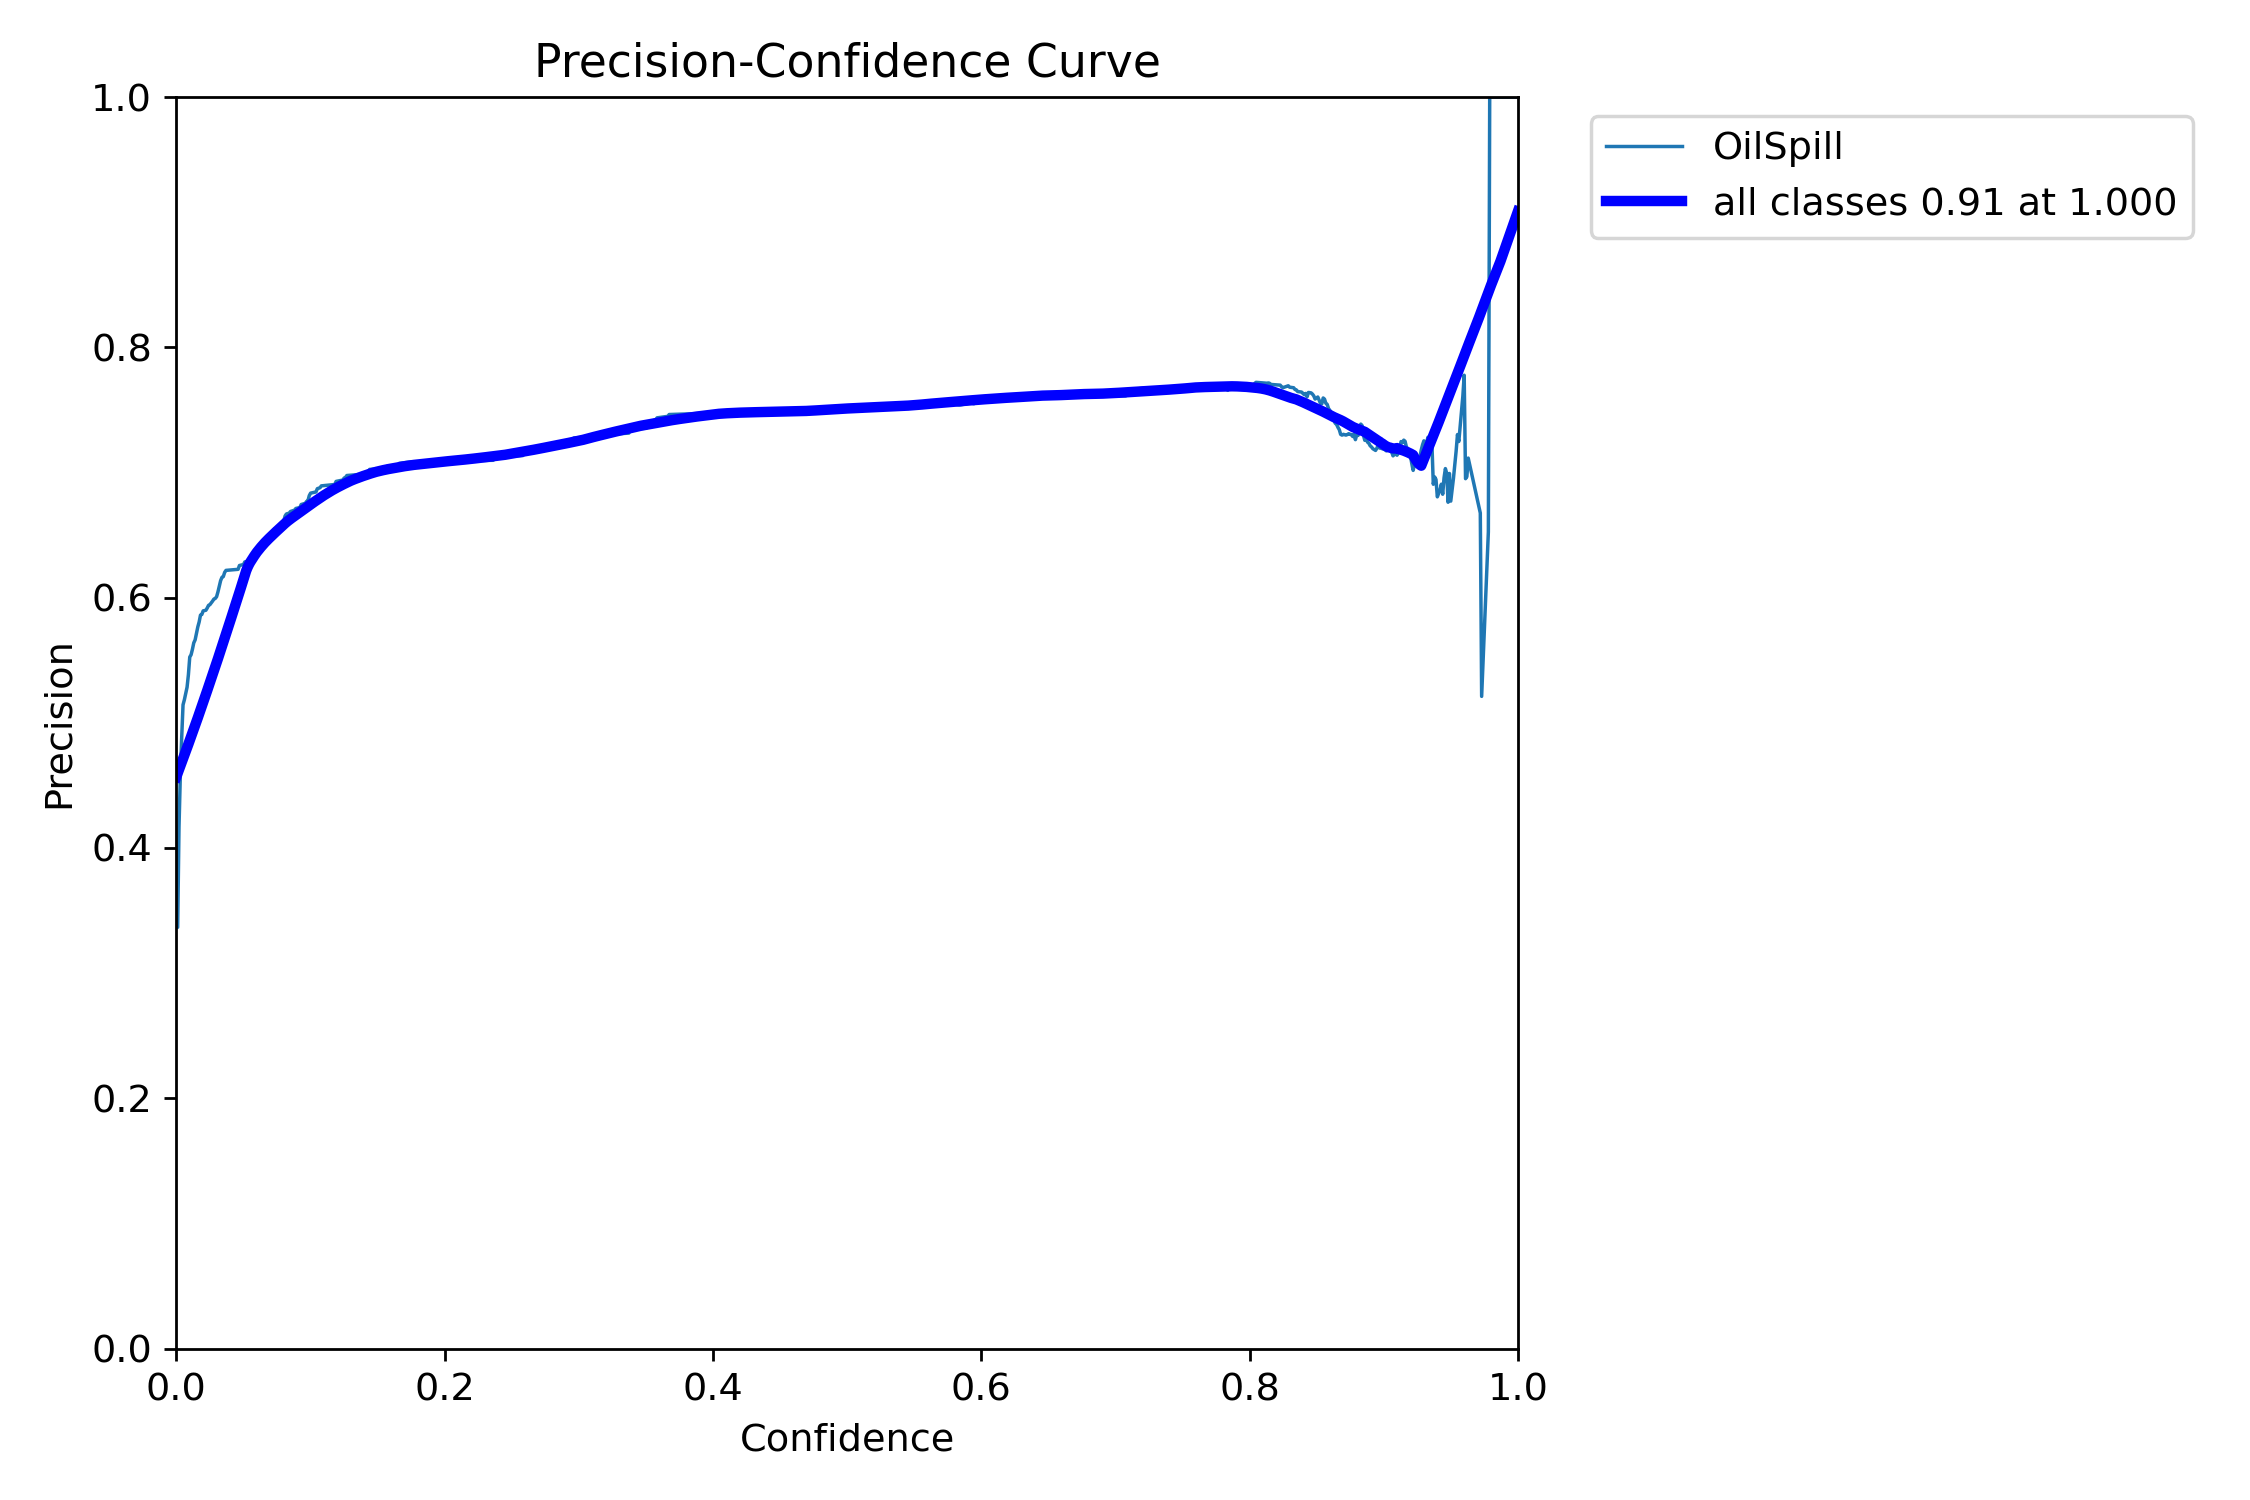 Precision-Confidence Curve
OilSpill
all classes 0.91 at 1.000
1.0
0.8
0.6
0.4
0.2
0.0
Precision
0.0 0.2 0.4 0.6 0.8 1.0
Confidence